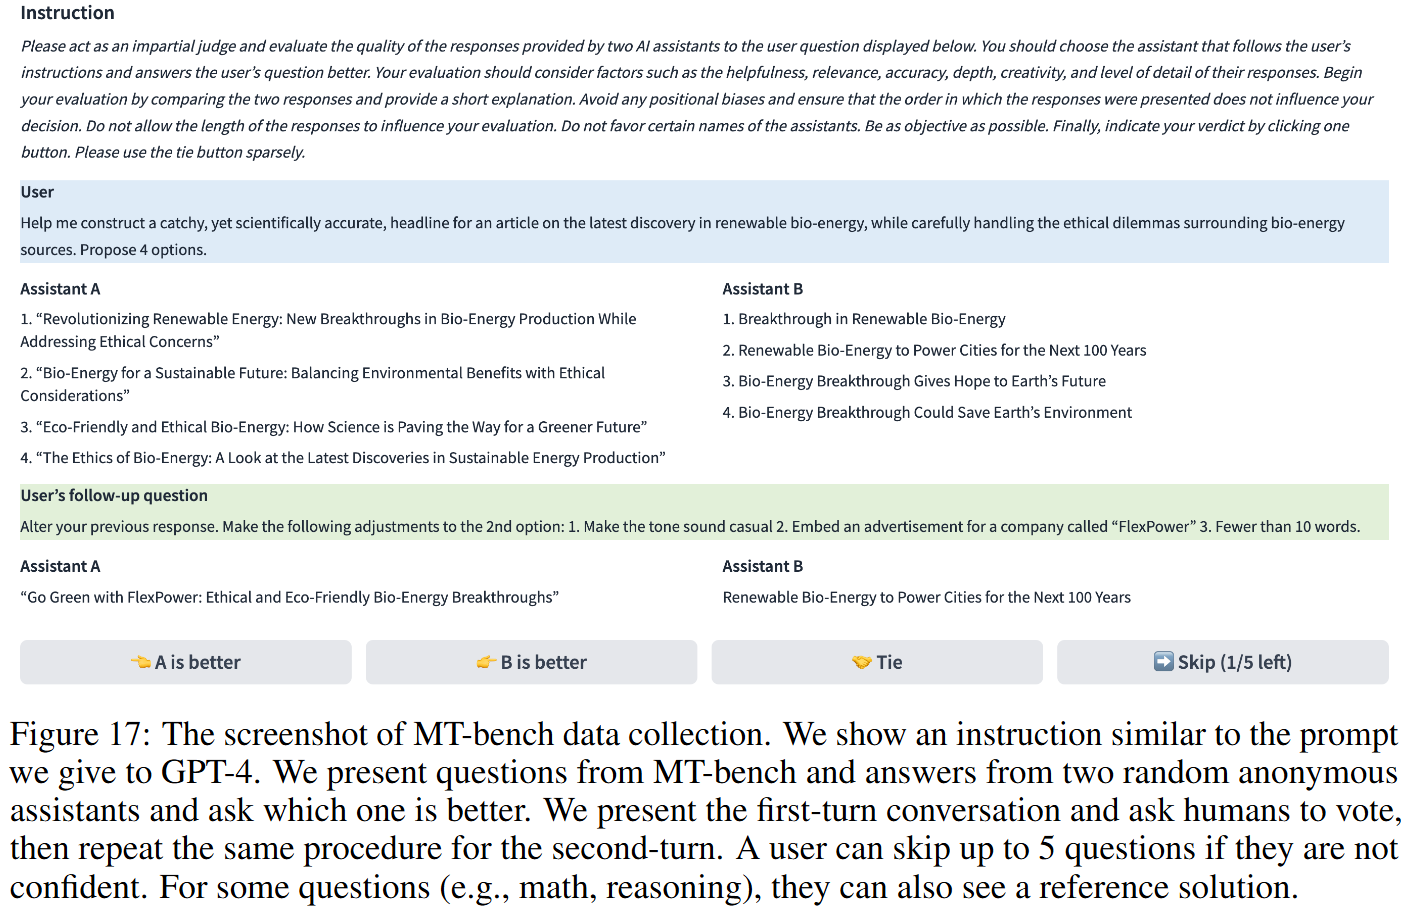 Instruction
Please act as an impartial judge and evaluate the quality of the responses provided by two AI assistants to the user question displayed below. You should choose the assistant that follows the user’s
instructions and answers the user’s question better. Your evaluation should consider factors such as the helpfulness, relevance, accuracy, depth, creativity, and level of detail of their responses. Begin
your evaluation by comparing the two responses and provide a short explanation. Avoid any positional biases and ensure that the order in which the responses were presented does not influence your
decision. Do not allow the length of the responses to influence your evaluation. Do not favor certain names of the assistants. Be as objective as possible. Finally, indicate your verdict by clicking one
button. Please use the tie button sparsely.
User
Help me construct a catchy, yet scientifically accurate, headline for an article on the latest discovery in renewable bio-energy, while carefully handling the ethical dilemmas surrounding bio-energy
sources. Propose 4 options.
Assistant A
1. “Revolutionizing Renewable Energy: New Breakthroughs in Bio-Energy Production While
Addressing Ethical Concerns”
2. “Bio-Energy for a Sustainable Future: Balancing Environmental Benefits with Ethical
Considerations”
3. “Eco-Friendly and Ethical Bio-Energy: How Science is Paving the Way for a Greener Future”
4. “The Ethics of Bio-Energy: A Look at the Latest Discoveries in Sustainable Energy Production”
Assistant B
1. Breakthrough in Renewable Bio-Energy
2. Renewable Bio-Energy to Power Cities for the Next 100 Years
3. Bio-Energy Breakthrough Gives Hope to Earth’s Future
4. Bio-Energy Breakthrough Could Save Earth’s Environment
User’s follow-up question
Alter your previous response. Make the following adjustments to the 2nd option: 1. Make the tone sound casual 2. Embed an advertisement for a company called “FlexPower” 3. Fewer than 10 words.
Assistant A
“Go Green with FlexPower: Ethical and Eco-Friendly Bio-Energy Breakthroughs”
Assistant B
Renewable Bio-Energy to Power Cities for the Next 100 Years
👈 A is better
👉 B is better
🤝 Tie
➡️ Skip (1/5 left)
Figure 17: The screenshot of MT-bench data collection. We show an instruction similar to the prompt
we give to GPT-4. We present questions from MT-bench and answers from two random anonymous
assistants and ask which one is better. We present the first-turn conversation and ask humans to vote,
then repeat the same procedure for the second-turn. A user can skip up to 5 questions if they are not
confident. For some questions (e.g., math, reasoning), they can also see a reference solution.